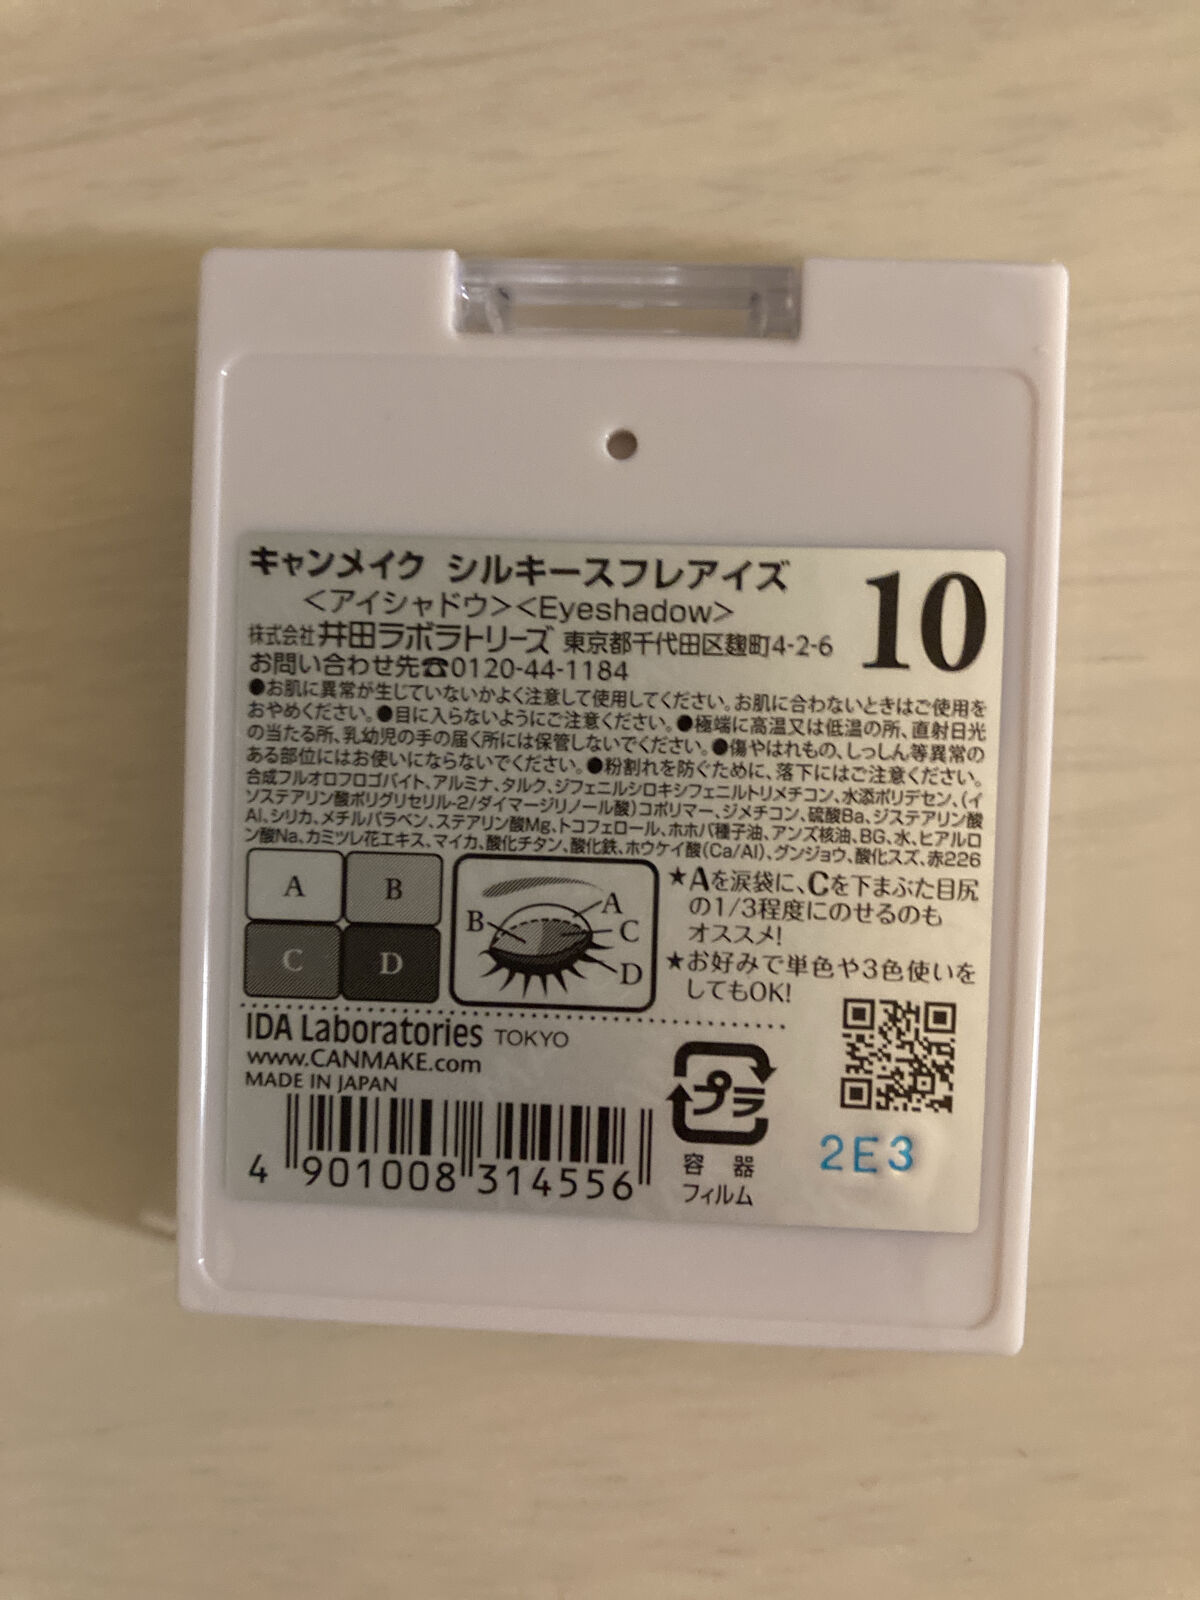 キャンメイク シルキースフレアイズ
＜アイシャドウ＞＜Eyeshadow＞
10
株式会社 井田ラボラトリーズ 東京都千代田区麹町4-2-6
お問い合わせ先☎0120-44-1184
●お肌に異常が生じていないかよく注意して使用してください。お肌に合わないときはご使用を
おやめください。●目に入らないようにご注意ください。●極端に高温又は低温の所、直射日光
の当たる所、乳幼児の手の届く所には保管しないでください。●傷やはれもの、しっしん等異常の
ある部位にはお使いにならないでください。●粉割れを防ぐために、落下にはご注意ください。
合成フルオロフロゴパイト、アルミナ、タルク、ジフェニルシロキシフェニルトリメチコン、水添ポリデセン、(イ
ソステアリン酸ポリグリセリル-2/ダイマージリノール酸)コポリマー、ジメチコン、硫酸Ba、ジステアリン酸
Al、シリカ、メチルパラベン、ステアリン酸Mg、トコフェロール、ホホバ種子油、アンズ核油、BG、水、ヒアルロ
ン酸Na、カミツレ花エキス、マイカ、酸化チタン、酸化鉄、ホウケイ酸(Ca/Al)、グンジョウ、酸化スズ、赤226
A B
C D
A
B
C
D
★Aを涙袋に、Cを下まぶた目尻
の1/3程度にのせるのも
オススメ!
★お好みで単色や3色使いを
してもOK!
IDA Laboratories TOKYO
www.CANMAKE.com
MADE IN JAPAN
4 901008 314556
プラ
容 器
フィルム
2E3